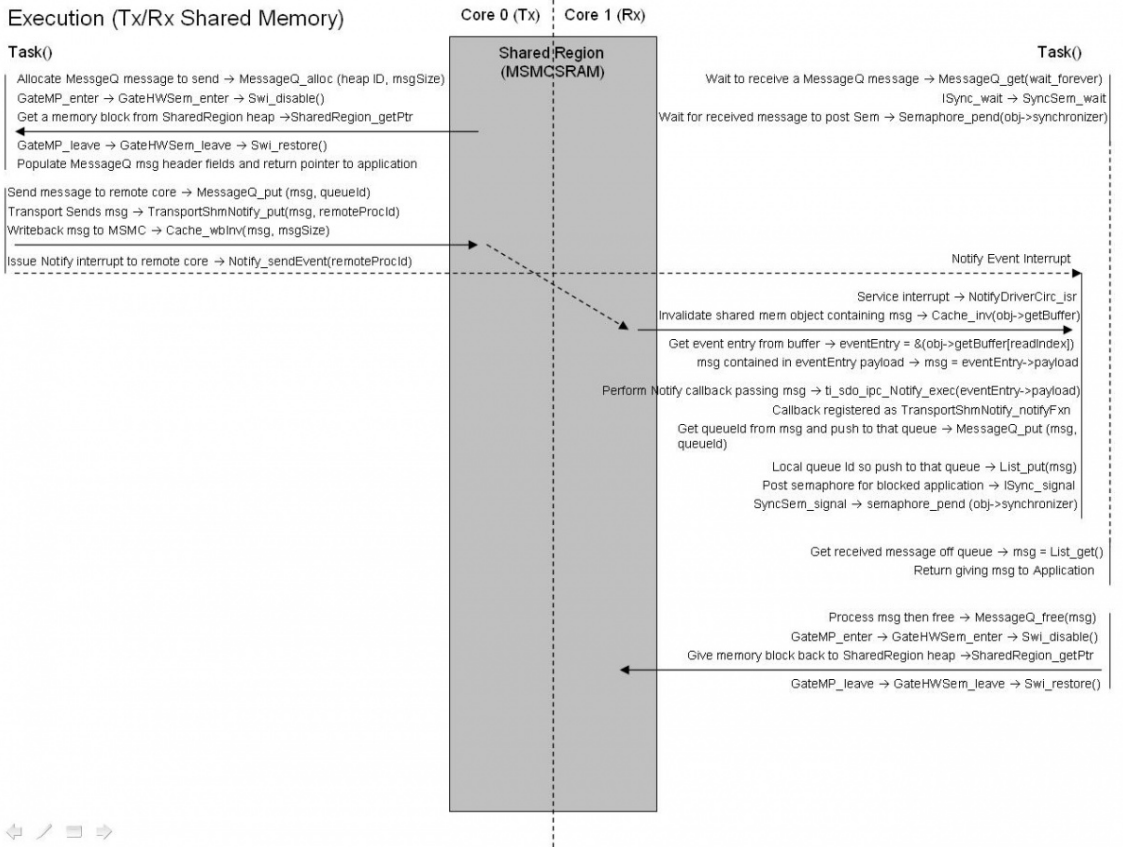 Execution (Tx/Rx Shared Memory)
Core 0 (Tx)
Core 1 (Rx)
Task()
Shared Region
(MSMCSRAM)
Task()
Allocate MessgeQ message to send → MessageQ_alloc (heap ID, msgSize)
GateMP_enter → GateHWSem_enter → Swi_disable()
Get a memory block from SharedRegion heap →SharedRegion_getPtr
GateMP_leave → GateHWSem_leave → Swi_restore()
Populate MessageQ msg header fields and return pointer to application
Send message to remote core → MessageQ_put (msg, queueId)
Transport Sends msg → TransportShmNotify_put(msg, remoteProcId)
Writeback msg to MSMC → Cache_wbInv(msg, msgSize)
Issue Notify interrupt to remote core → Notify_sendEvent(remoteProcId)
Wait to receive a MessageQ message → MessageQ_get(wait_forever)
ISync_wait → SyncSem_wait
Wait for received message to post Sem → Semaphore_pend(obj->synchronizer)
Notify Event Interrupt
Service interrupt → NotifyDriverCirc_isr
Invalidate shared mem object containing msg → Cache_inv(obj->getBuffer)
Get event entry from buffer → eventEntry = &(obj->getBuffer[readIndex])
msg contained in eventEntry payload → msg = eventEntry->payload
Perform Notify callback passing msg → ti_sdo_ipc_Notify_exec(eventEntry->payload)
Callback registered as TransportShmNotify_notifyFxn
Get queueId from msg and push to that queue → MessageQ_put (msg,
queueId)
Local queue Id so push to that queue → List_put(msg)
Post semaphore for blocked application → ISync_signal
SyncSem_signal → semaphore_pend (obj->synchronizer)
Get received message off queue → msg = List_get()
Return giving msg to Application
Process msg then free → MessageQ_free(msg)
GateMP_enter → GateHWSem_enter → Swi_disable()
Give memory block back to SharedRegion heap →SharedRegion_getPtr
GateMP_leave → GateHWSem_leave → Swi_restore()